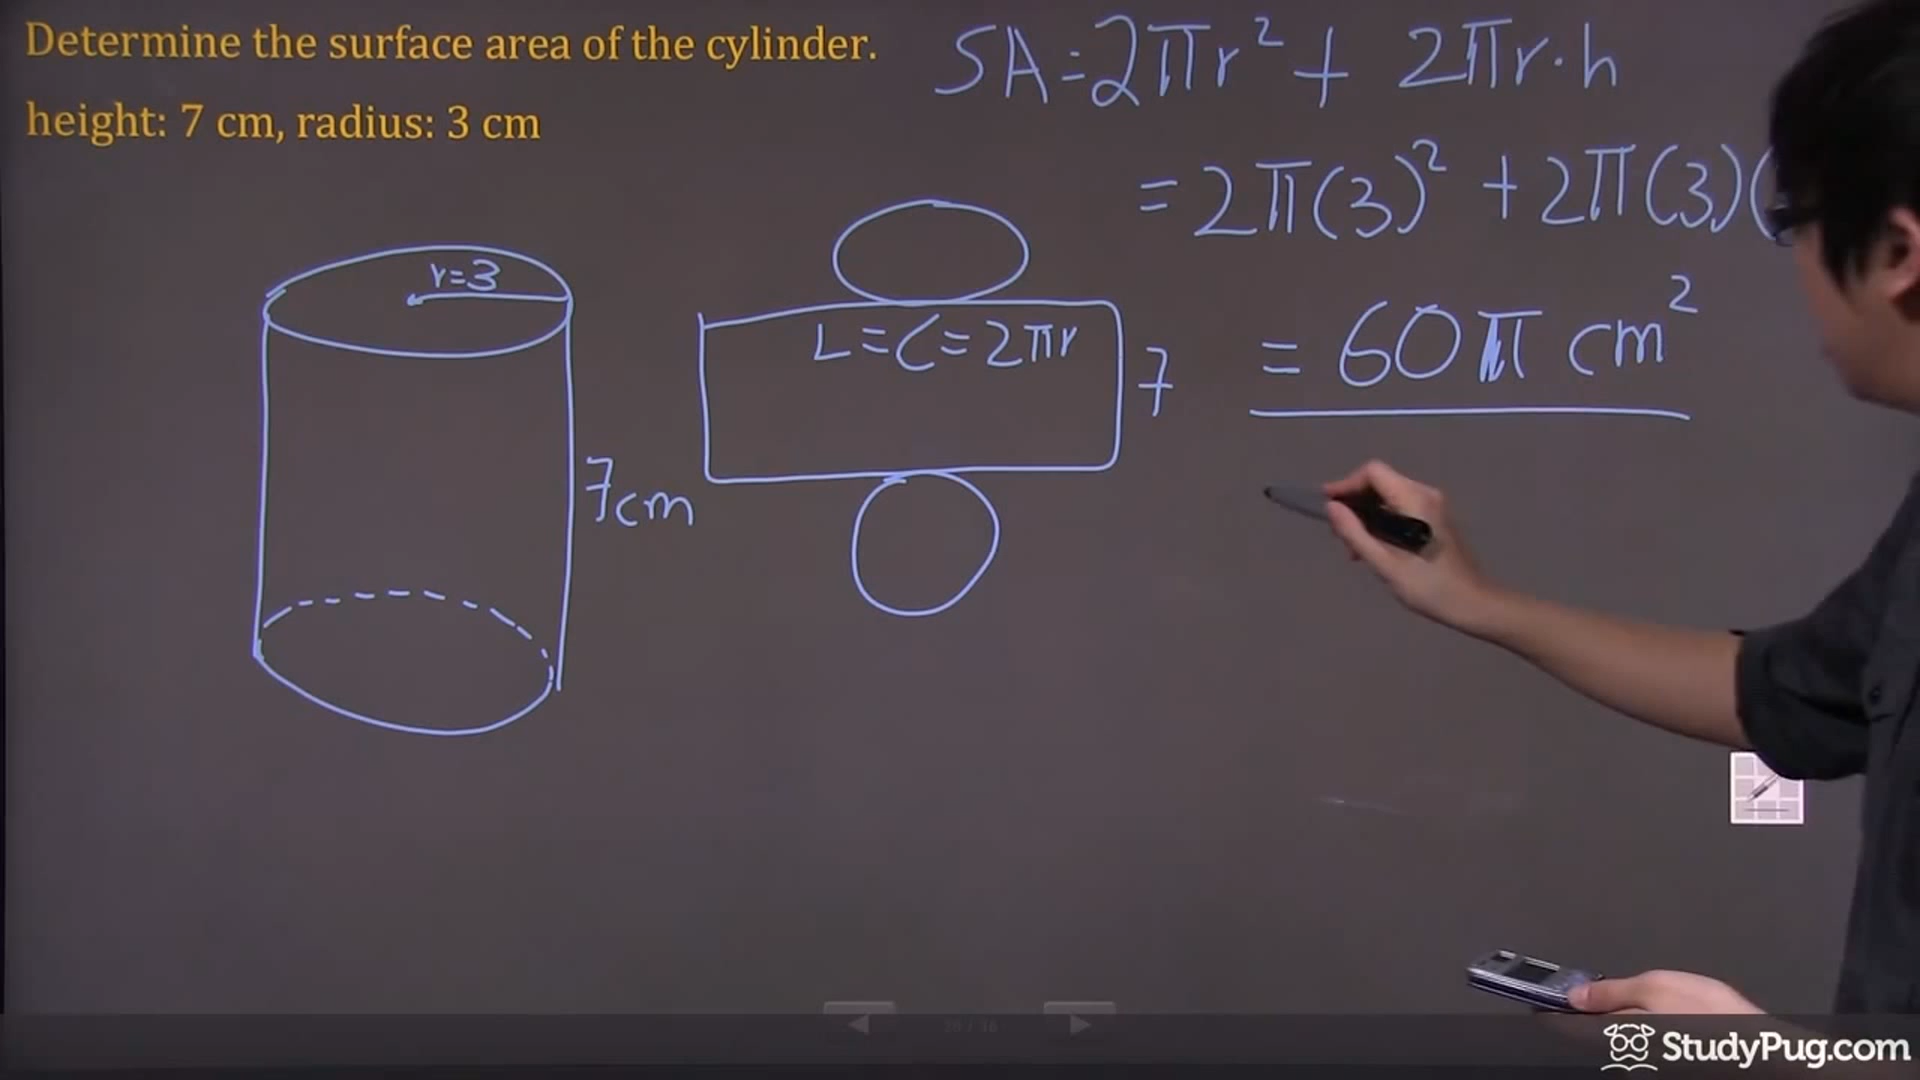 Determine the surface area of the cylinder.
height: 7 cm, radius: 3 cm
SA = 2πr² + 2πr·h
= 2π(3)² + 2π(3)(
= 60π cm²
r=3
7cm
L = C = 2πr
7
StudyPug.com